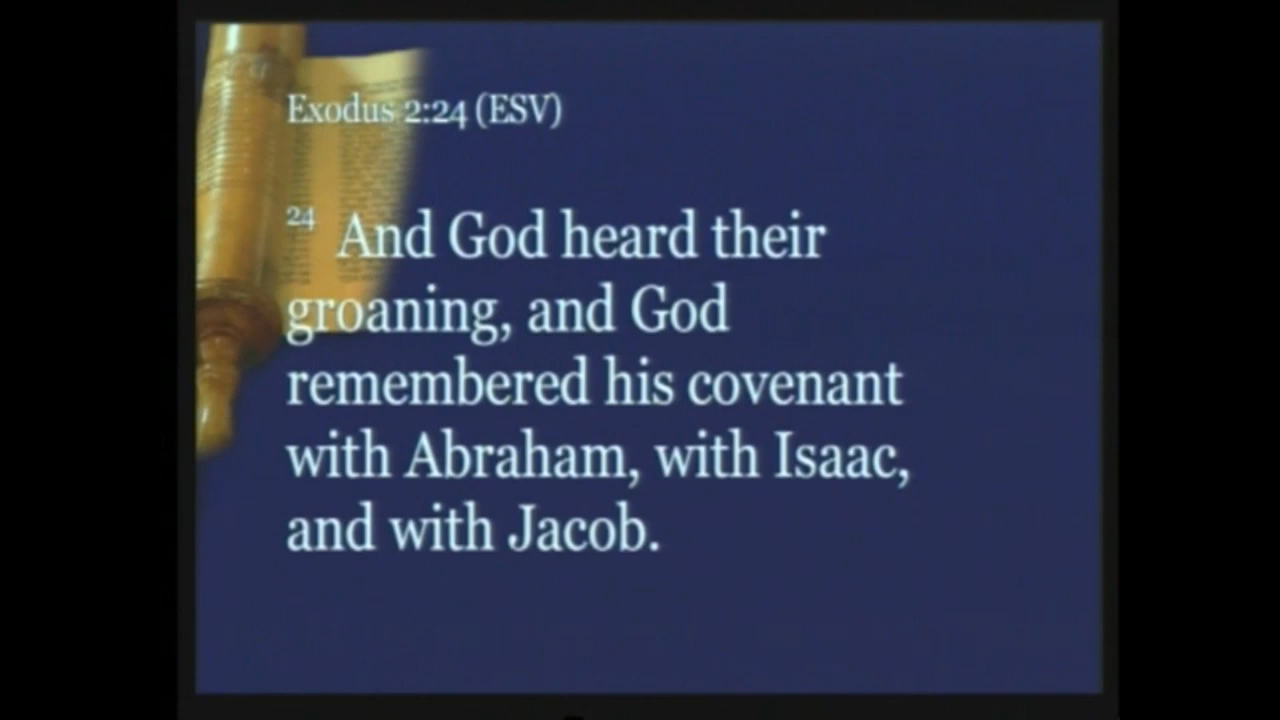 Exodus 2:24 (ESV)
24 And God heard their
groaning, and God
remembered his covenant
with Abraham, with Isaac,
and with Jacob.